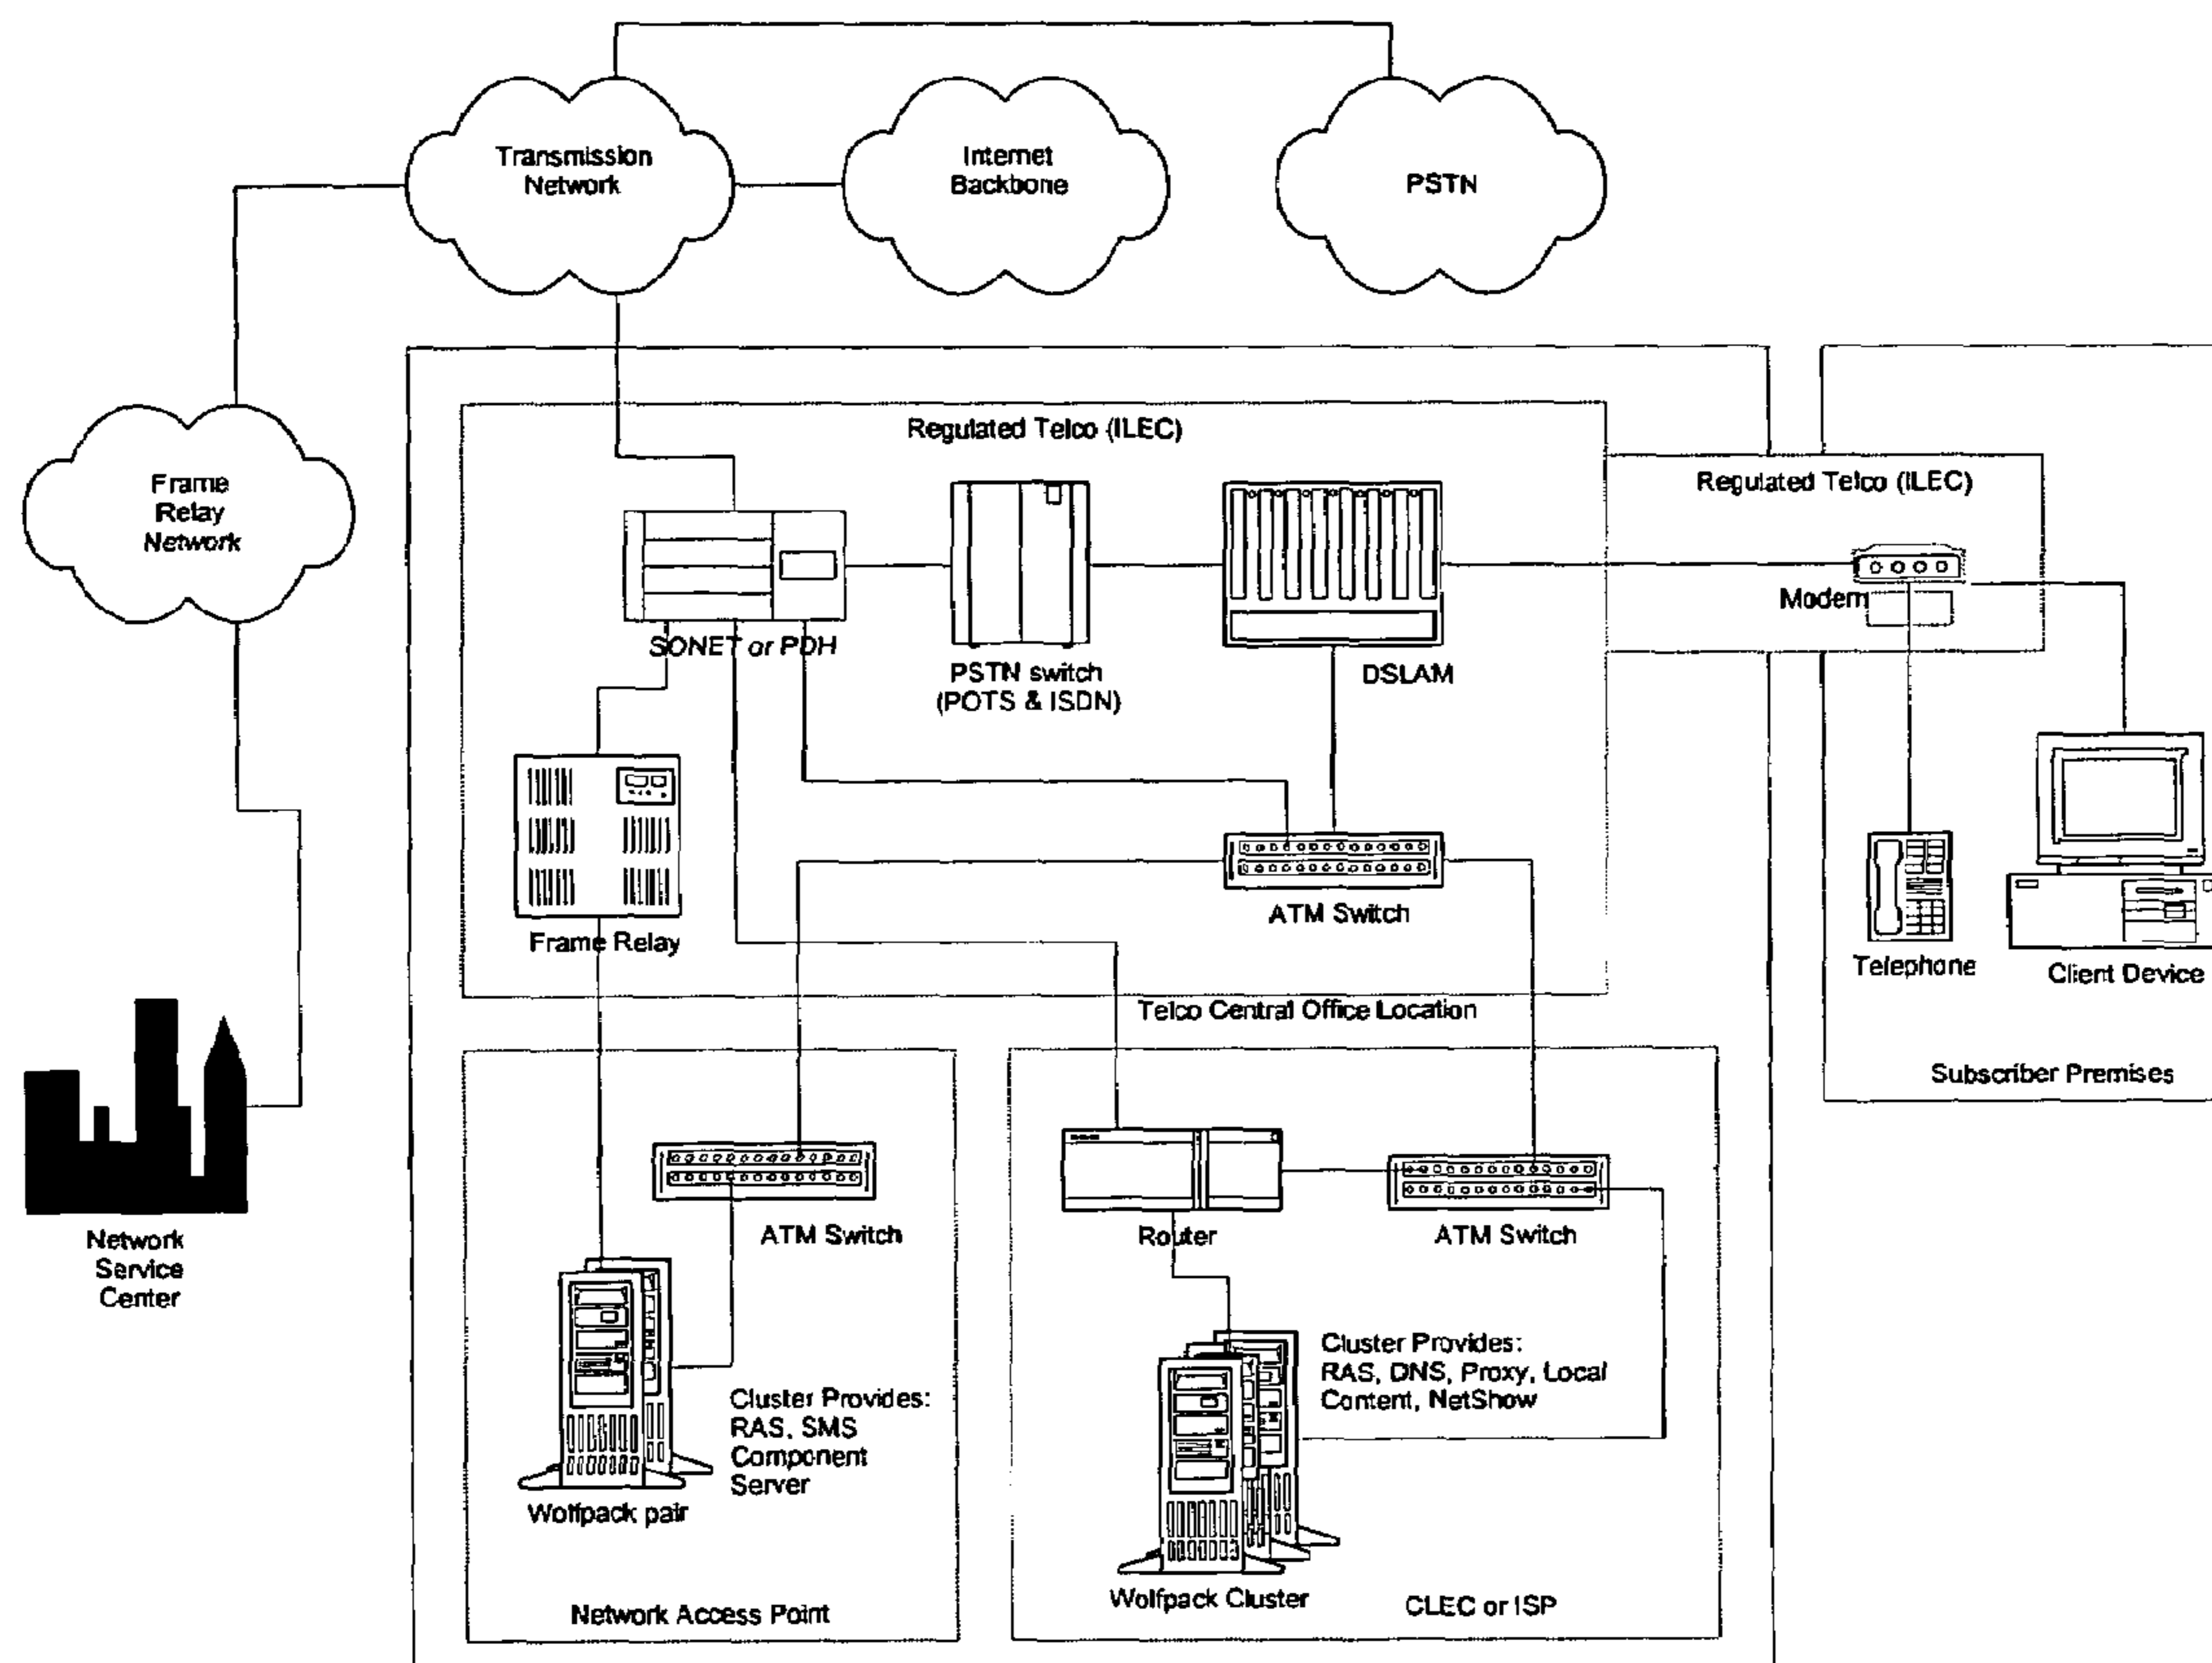 Transmission
Network
Internet
Backbone
PSTN
Frame
Relay
Network
Regulated Telco (ILEC)
Regulated Telco (ILEC)
SONET or PDH
PSTN switch
(POTS & ISDN)
DSLAM
Modem
Frame Relay
ATM Switch
Telephone
Client Device
Telco Central Office Location
Subscriber Premises
Network
Service
Center
ATM Switch
Router
ATM Switch
Cluster Provides:
RAS, SMS
Component
Server
Cluster Provides:
RAS, DNS, Proxy, Local
Content, NetShow
Wolfpack pair
Wolfpack Cluster
Network Access Point
CLEC or ISP